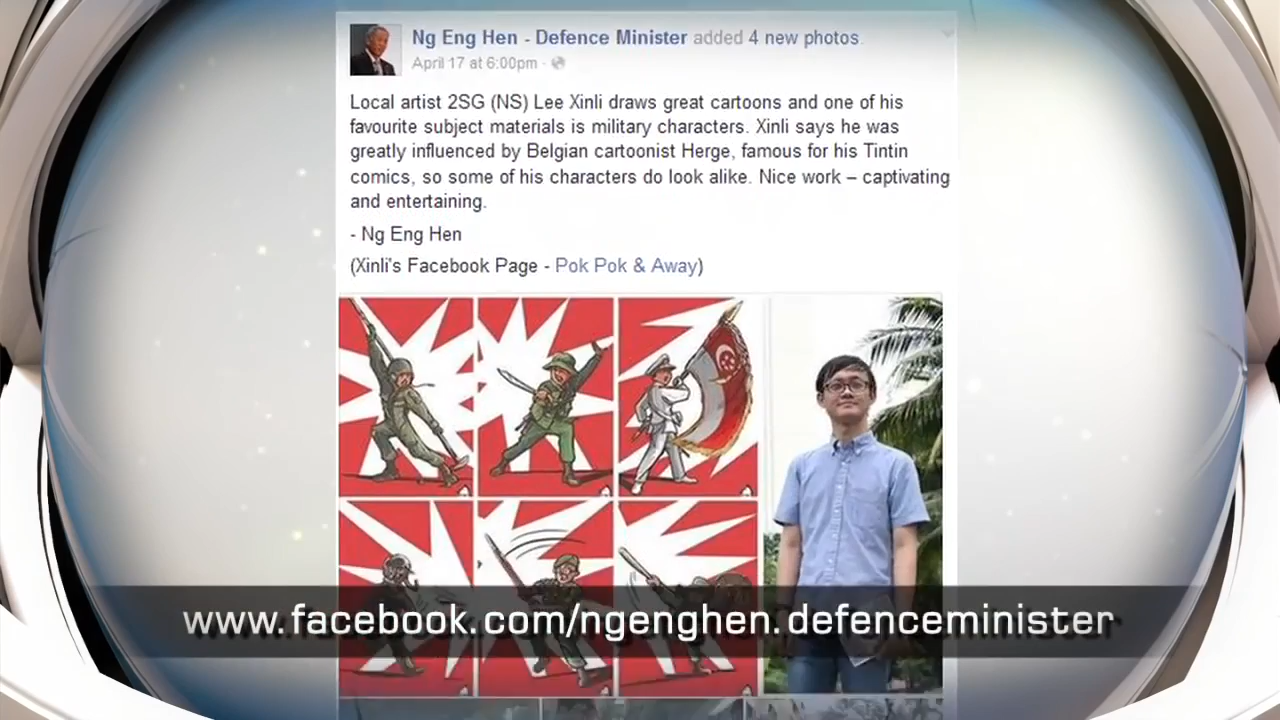 Ng Eng Hen - Defence Minister added 4 new photos.
April 17 at 6:00pm ·
Local artist 2SG (NS) Lee Xinli draws great cartoons and one of his
favourite subject materials is military characters. Xinli says he was
greatly influenced by Belgian cartoonist Herge, famous for his Tintin
comics, so some of his characters do look alike. Nice work – captivating
and entertaining.
- Ng Eng Hen
(Xinli's Facebook Page - Pok Pok & Away)
www.facebook.com/ngenghen.defenceminister